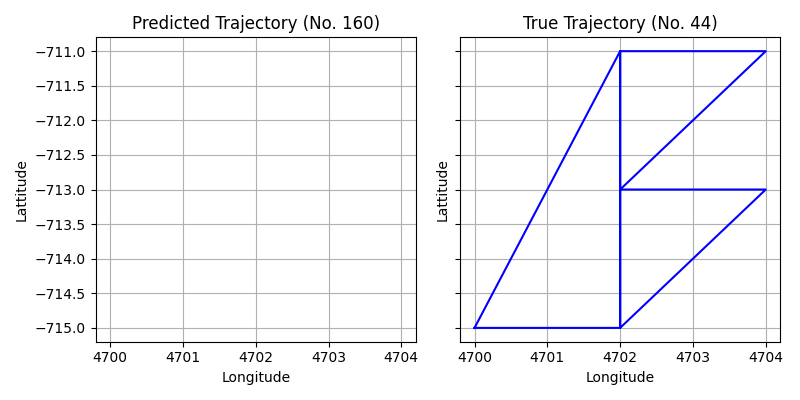 Predicted Trajectory (No. 160)
True Trajectory (No. 44)
−711.0
−711.5
−712.0
−712.5
−713.0
−713.5
−714.0
−714.5
−715.0
Lattitude
Lattitude
4700 4701 4702 4703 4704
4700 4701 4702 4703 4704
Longitude
Longitude